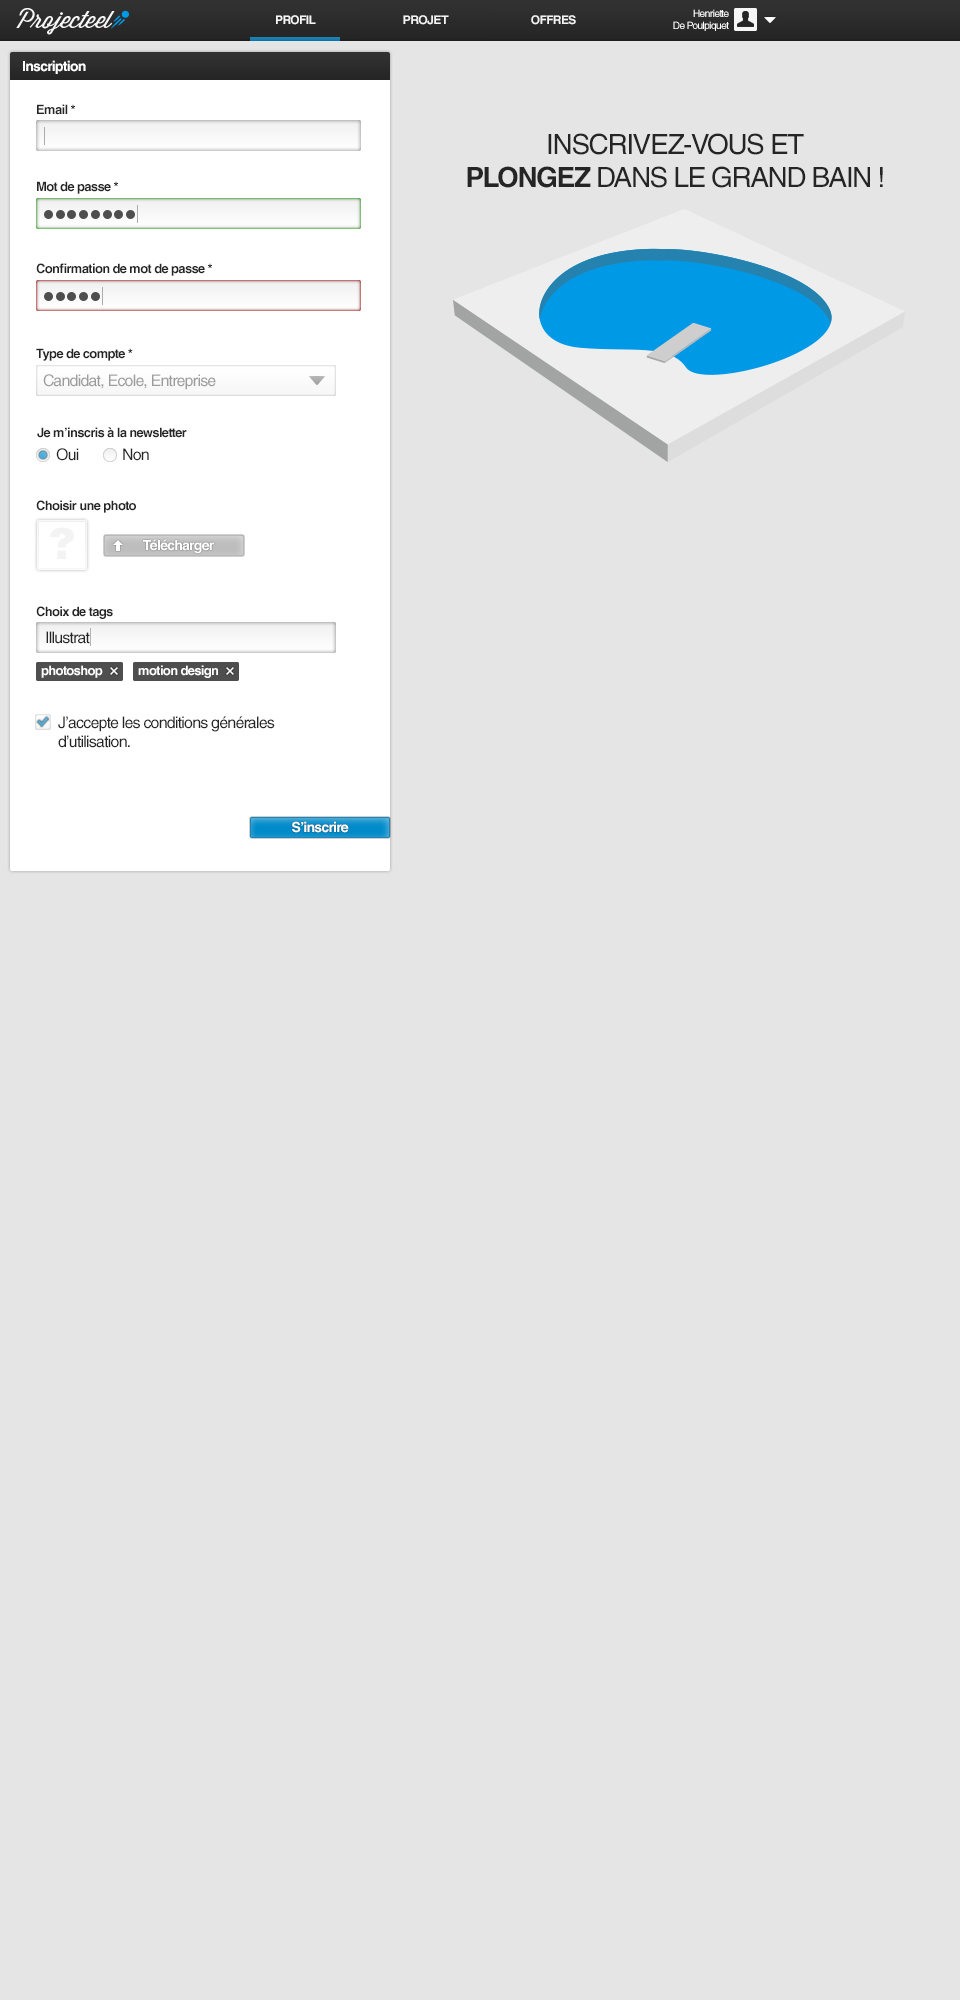 Projecteel
PROFIL
PROJET
OFFRES
Henriette
De Poulpiquet
Inscription
Email *
Mot de passe *
Confirmation de mot de passe *
Type de compte *
Candidat, Ecole, Entreprise
Je m’inscris à la newsletter
Oui
Non
Choisir une photo
?
Télécharger
Choix de tags
Illustrat
photoshop ×
motion design ×
J’accepte les conditions générales
d’utilisation.
S’inscrire
INSCRIVEZ-VOUS ET
PLONGEZ DANS LE GRAND BAIN !